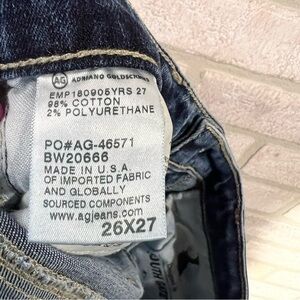 AG ADRIANO GOLDSCHMIED
EMP180905YRS 27
98% COTTON
2% POLYURETHANE
PO#AG-46571
BW20666
MADE IN U.S.A.
OF IMPORTED FABRIC
AND GLOBALLY
SOURCED COMPONENTS
www.agjeans.com
26X27